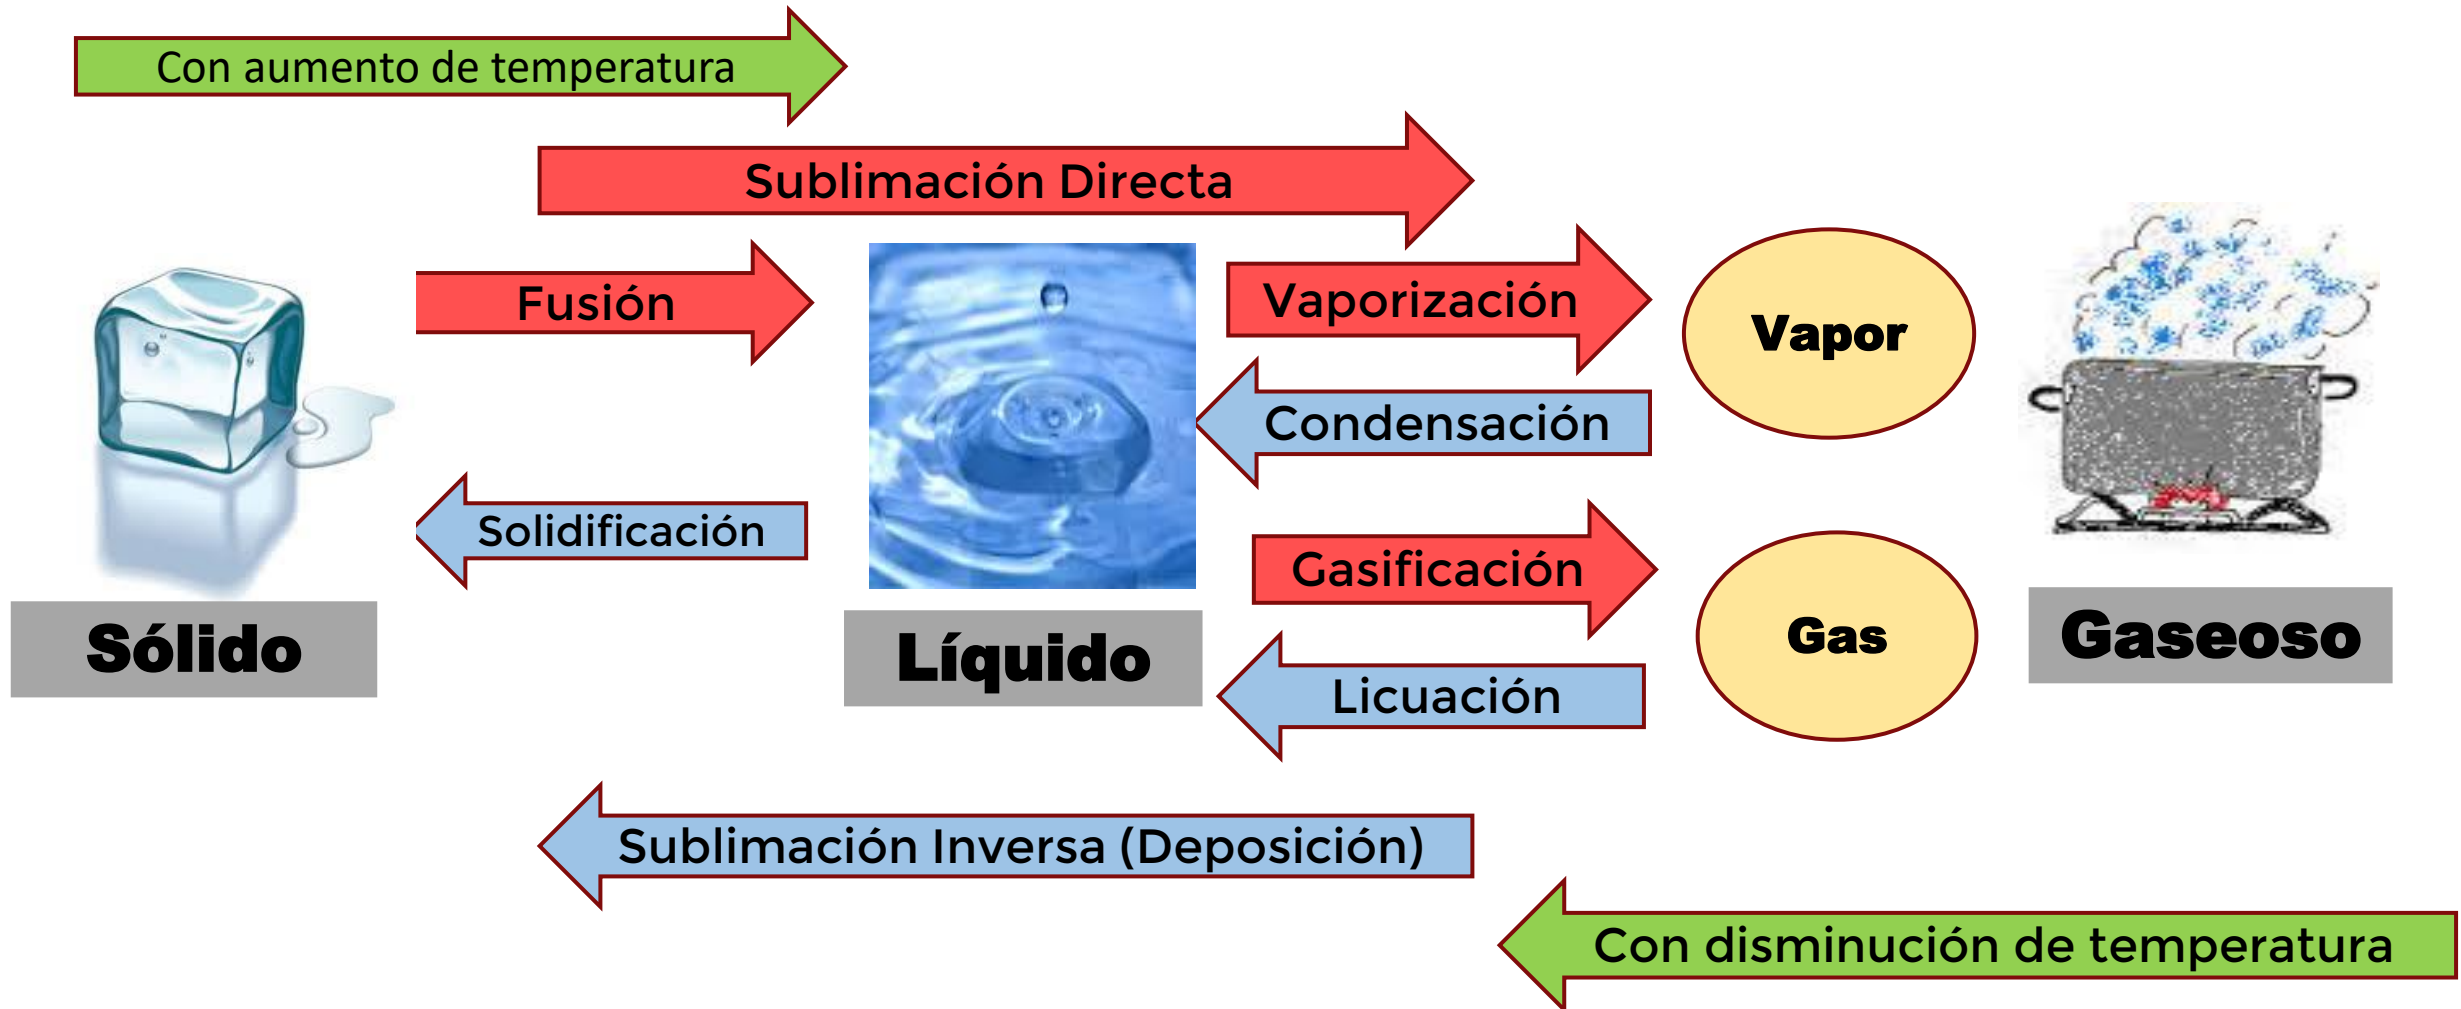 Con aumento de temperatura
Sublimación Directa
Fusión
Vaporización
Vapor
Condensación
Solidificación
Gasificación
Gas
Sólido
Líquido
Gaseoso
Licuación
Sublimación Inversa (Deposición)
Con disminución de temperatura